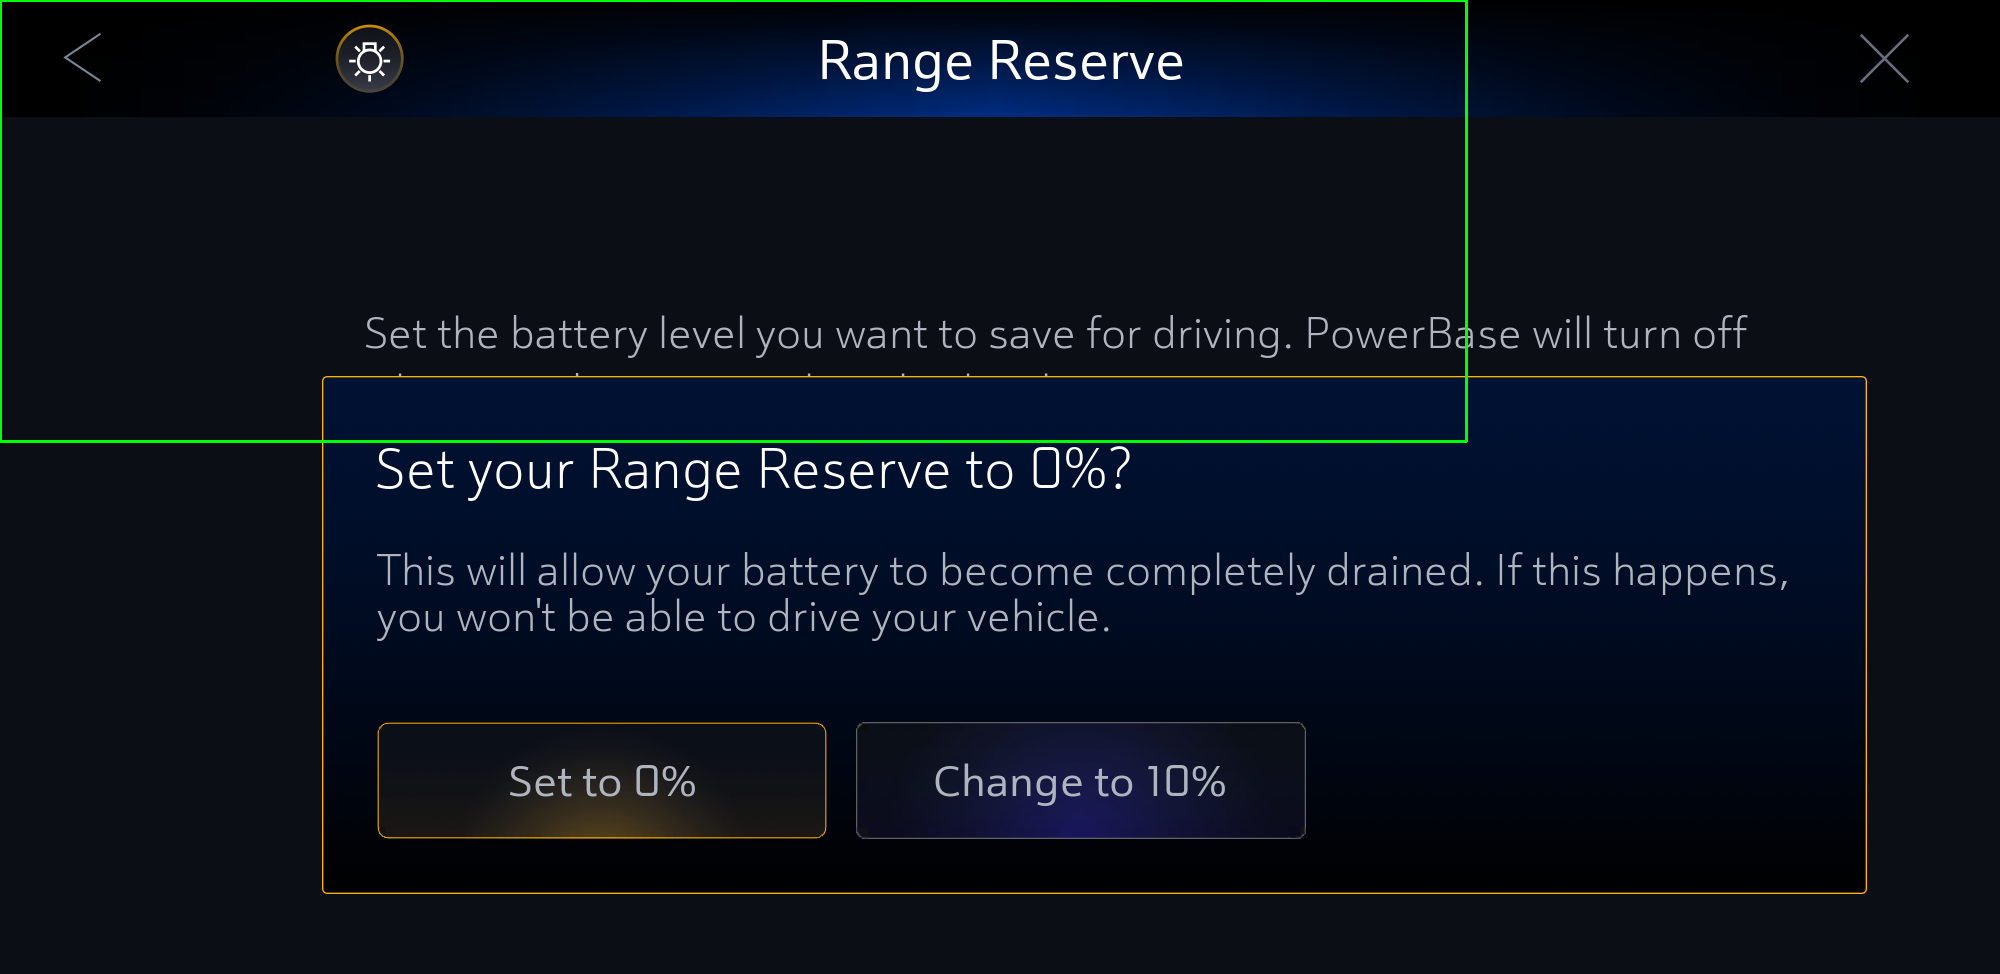 Range Reserve
Set the battery level you want to save for driving. PowerBase will turn off
Set your Range Reserve to 0%?
This will allow your battery to become completely drained. If this happens,
you won't be able to drive your vehicle.
Set to 0%
Change to 10%